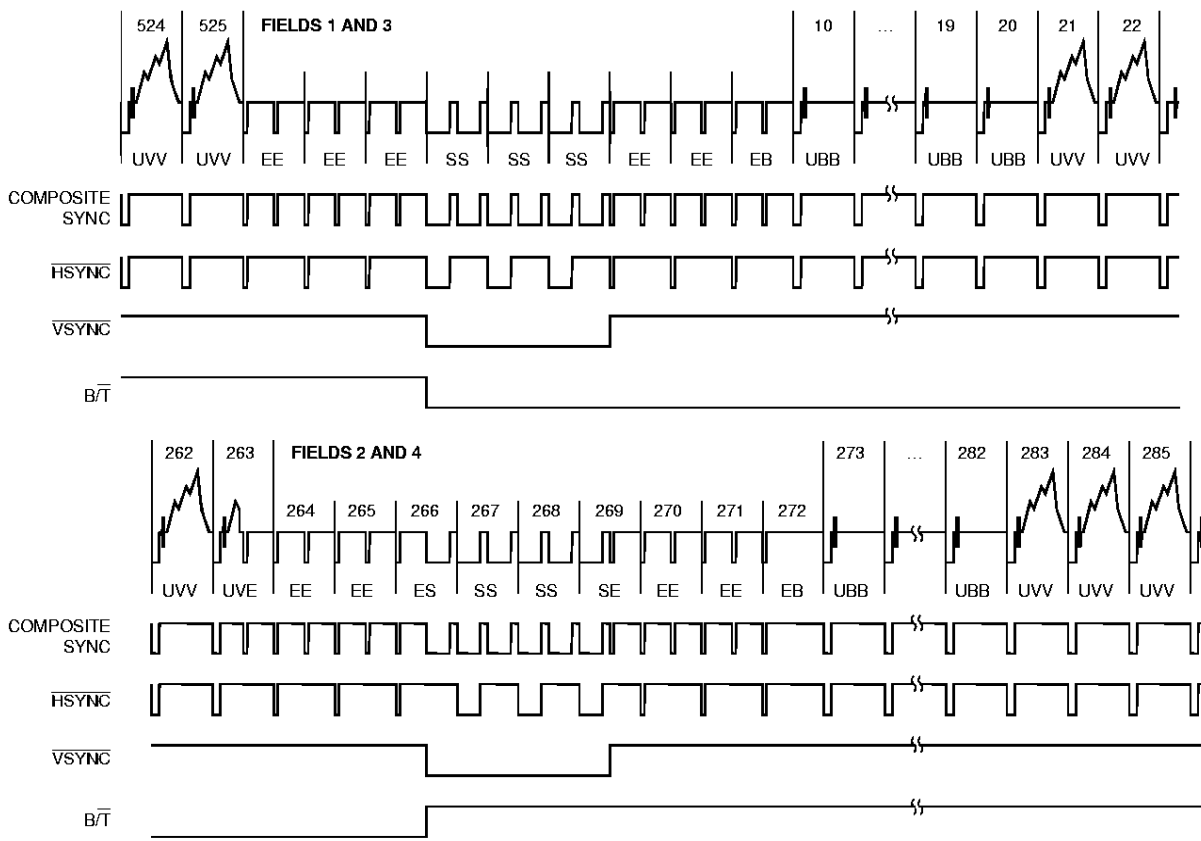 524 525 FIELDS 1 AND 3 10 ... 19 20 21 22
UVV UVV EE EE EE SS SS SS EE EE EB UBB UBB UBB UVV UVV
COMPOSITE
SYNC
HSYNC
VSYNC
B/T
262 263 FIELDS 2 AND 4 273 ... 282 283 284 285
264 265 266 267 268 269 270 271 272
UVV UVE EE EE ES SS SS SE EE EE EB UBB UBB UVV UVV UVV
COMPOSITE
SYNC
HSYNC
VSYNC
B/T